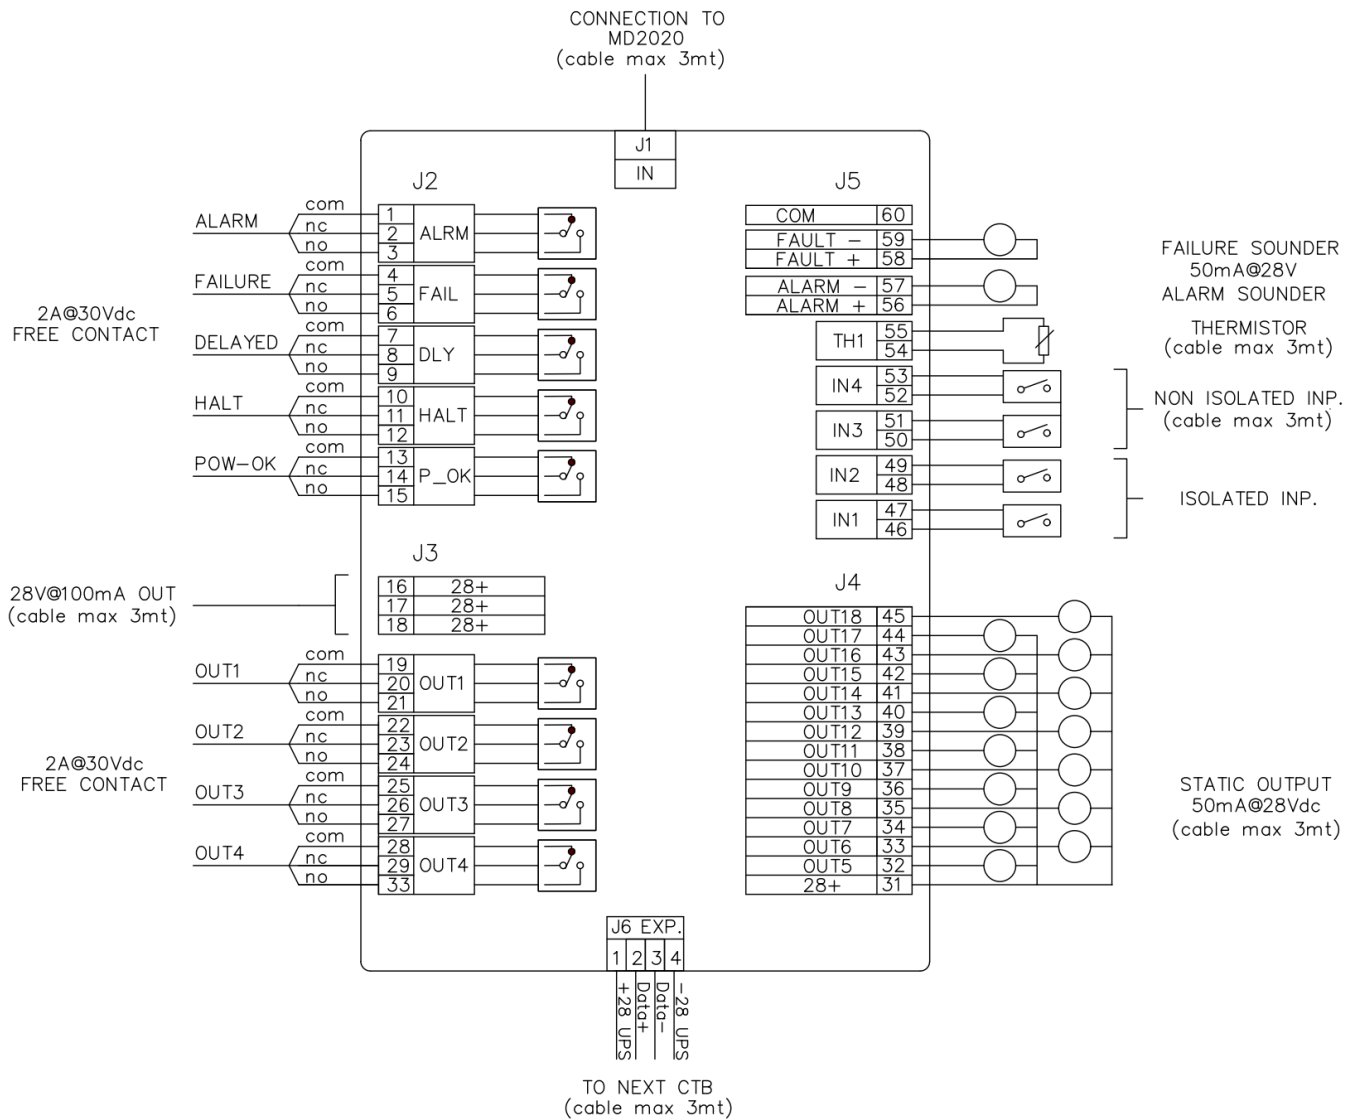 CONNECTION TO
MD2020
(cable max 3mt)
J1
IN
J2
ALARM
com
nc
no
1
2
3
ALRM
FAILURE
com
nc
no
4
5
6
FAIL
2A@30Vdc
FREE CONTACT
DELAYED
com
nc
no
7
8
9
DLY
HALT
com
nc
no
10
11
12
HALT
POW-OK
com
nc
no
13
14
15
P_OK
J3
28V@100mA OUT
(cable max 3mt)
16 28+
17 28+
18 28+
OUT1
com
nc
no
19
20
21
OUT1
OUT2
com
nc
no
22
23
24
OUT2
2A@30Vdc
FREE CONTACT
OUT3
com
nc
no
25
26
27
OUT3
OUT4
com
nc
no
28
29
33
OUT4
J5
COM 60
FAULT - 59
FAULT + 58
ALARM - 57
ALARM + 56
TH1
55
54
IN4
53
52
IN3
51
50
IN2
49
48
IN1
47
46
FAILURE SOUNDER
50mA@28V
ALARM SOUNDER
THERMISTOR
(cable max 3mt)
NON ISOLATED INP.
(cable max 3mt)
ISOLATED INP.
J4
OUT18 45
OUT17 44
OUT16 43
OUT15 42
OUT14 41
OUT13 40
OUT12 39
OUT11 38
OUT10 37
OUT9 36
OUT8 35
OUT7 34
OUT6 33
OUT5 32
28+ 31
STATIC OUTPUT
50mA@28Vdc
(cable max 3mt)
J6 EXP.
1 2 3 4
+28 UPS
Data+
Data-
-28 UPS
TO NEXT CTB
(cable max 3mt)